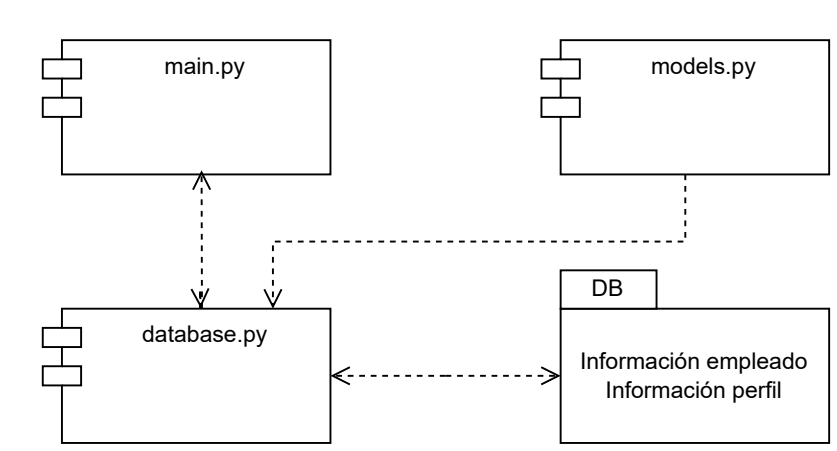 main.py
models.py
DB
database.py
Información empleado
Información perfil